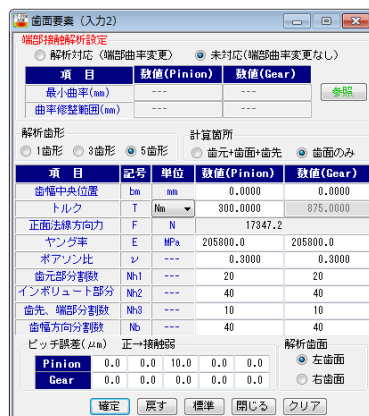 歯面要素（入力2）
端部接触解析設定
解析対応（端部曲率変更） 未対応(端部曲率変更なし)
項　目 数値(Pinion) 数値(Gear)
最小曲率(mm) --- ---
曲率修整範囲(mm) --- ---
参照
解析歯形 計算箇所
1歯形 3歯形 5歯形 歯元+歯面+歯先 歯面のみ
項　目 記号 単位 数値(Pinion) 数値(Gear)
歯幅中央位置 bm mm 0.0000 0.0000
トルク T Nm 300.0000 875.0000
正面法線方向力 F N 17347.2
ヤング率 E MPa 205800.0 205800.0
ポアソン比 ν --- 0.3000 0.3000
歯元部分割数 Nh1 --- 20 20
インボリュート部分 Nh2 --- 40 40
歯先、端部分割数 Nh3 --- 10 10
歯幅方向分割数 Nb --- 40 40
ピッチ誤差(μm) 正→接触弱 解析歯面
Pinion 0.0 0.0 10.0 0.0 0.0 左歯面
Gear 0.0 0.0 0.0 0.0 0.0 右歯面
確定 戻す 標準 閉じる クリア